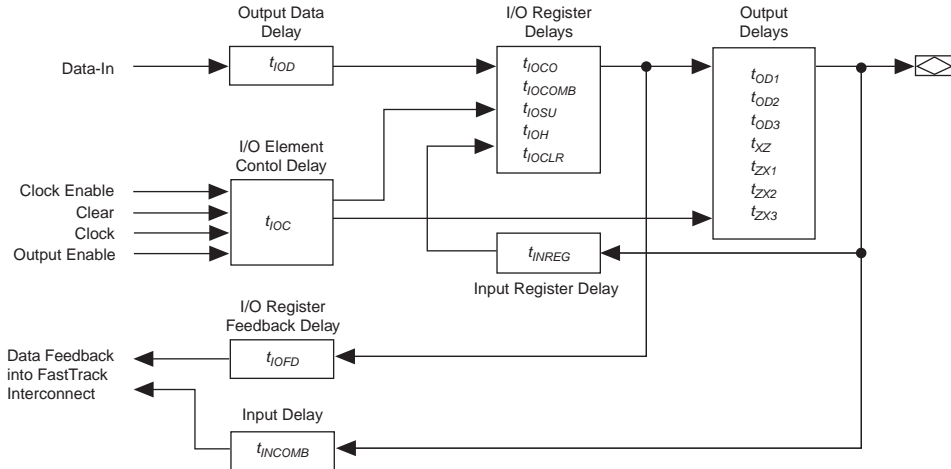 Output Data
Delay
I/O Register
Delays
Output
Delays
Data-In
tIOD
tIOCO
tIOCOMB
tIOSU
tIOH
tIOCLR
tOD1
tOD2
tOD3
tXZ
tZX1
tZX2
tZX3
I/O Element
Contol Delay
Clock Enable
Clear
Clock
Output Enable
tIOC
tINREG
Input Register Delay
I/O Register
Feedback Delay
tIOFD
Data Feedback
into FastTrack
Interconnect
Input Delay
tINCOMB